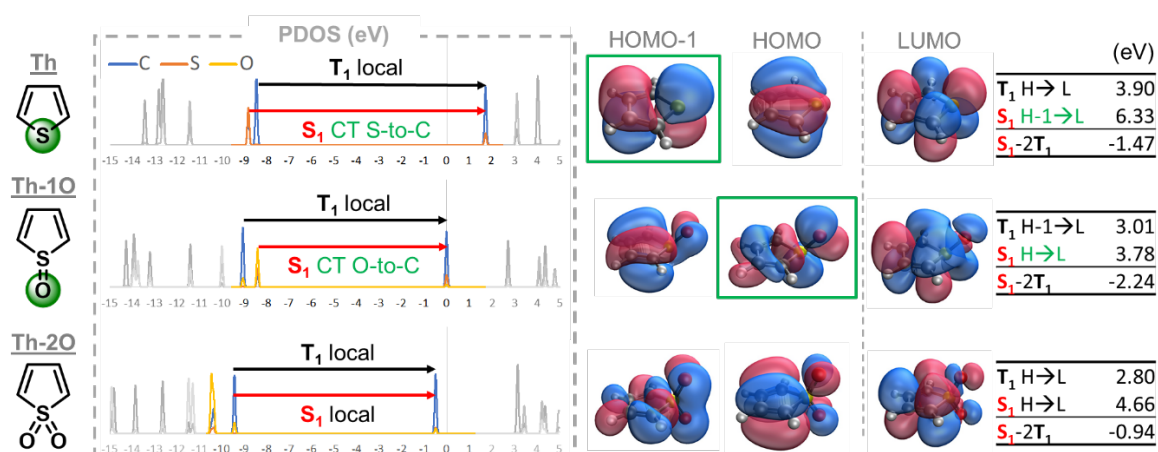 PDOS (eV)
HOMO-1 HOMO LUMO (eV)
Th
C S O
T₁ local
S₁ CT S-to-C
S
-15 -14 -13 -12 -11 -10 -9 -8 -7 -6 -5 -4 -3 -2 -1 0 1 2 3 4 5
T₁ H→L 3.90
S₁ H-1→L 6.33
S₁-2T₁ -1.47
Th-1O
T₁ local
S₁ CT O-to-C
S
O
-15 -14 -13 -12 -11 -10 -9 -8 -7 -6 -5 -4 -3 -2 -1 0 1 2 3 4 5
T₁ H-1→L 3.01
S₁ H→L 3.78
S₁-2T₁ -2.24
Th-2O
T₁ local
S₁ local
S
O O
-15 -14 -13 -12 -11 -10 -9 -8 -7 -6 -5 -4 -3 -2 -1 0 1 2 3 4 5
T₁ H→L 2.80
S₁ H→L 4.66
S₁-2T₁ -0.94